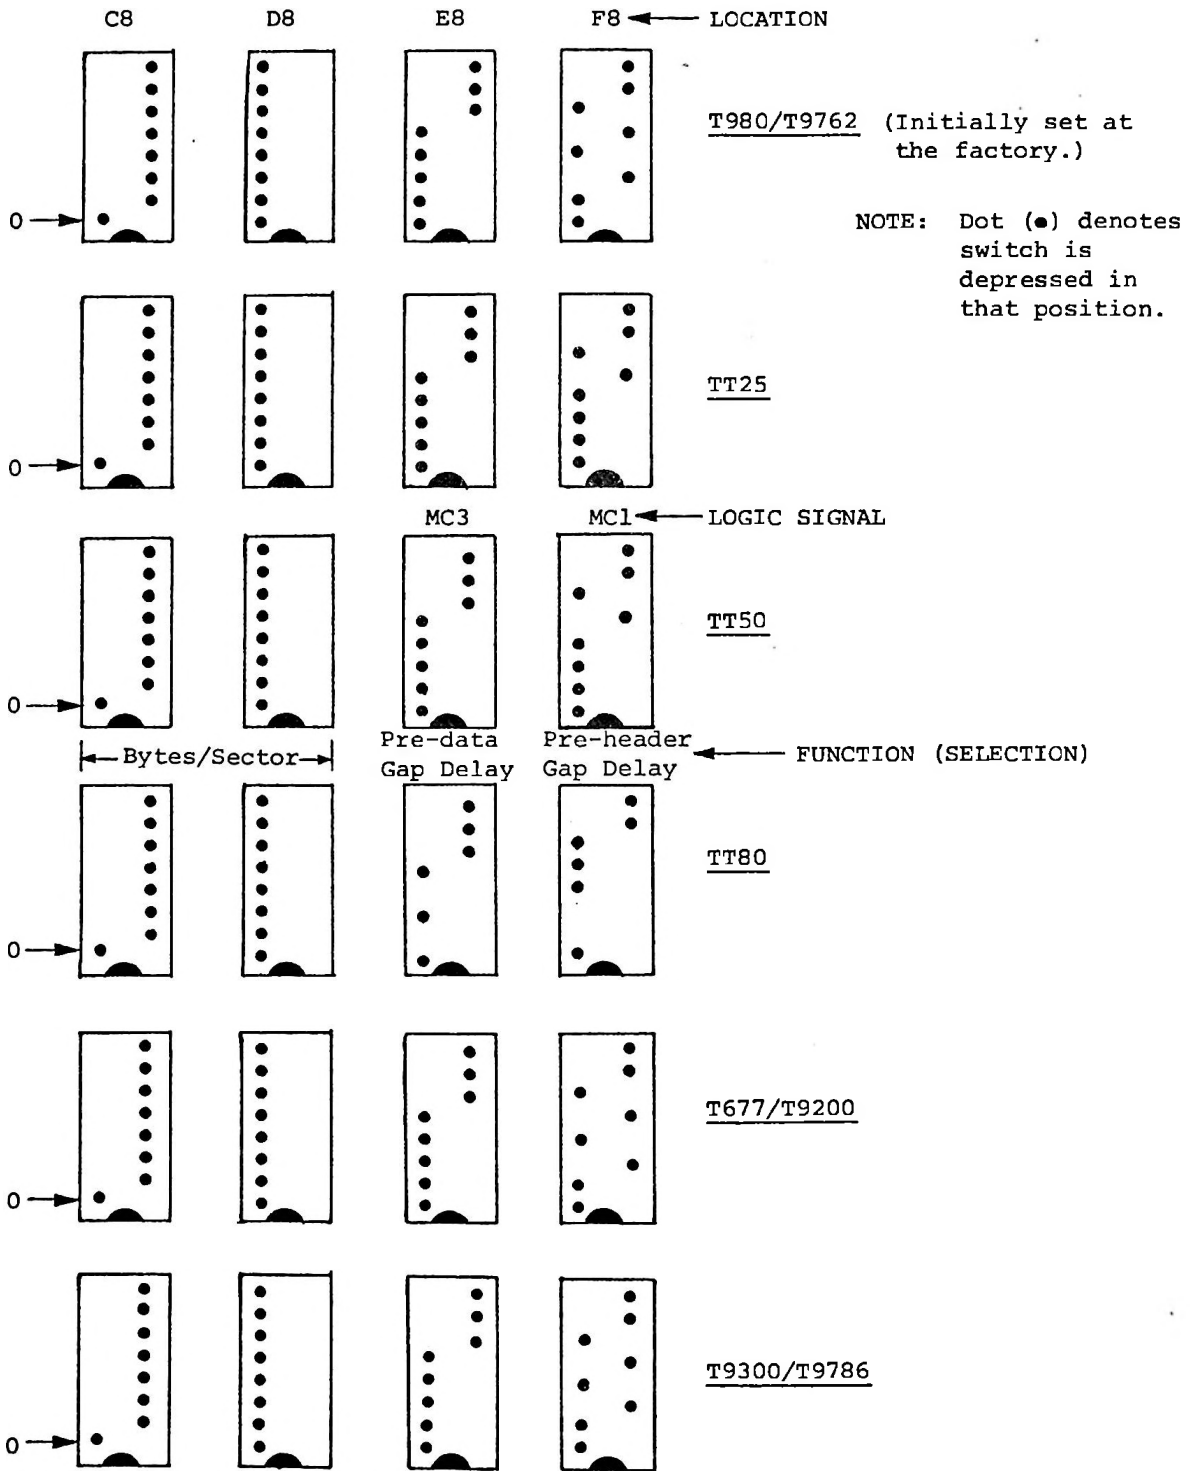 C8 D8 E8 F8 LOCATION
T980/T9762 (Initially set at
the factory.)
0
NOTE: Dot (●) denotes
switch is
depressed in
that position.
TT25
0
MC3 MC1 LOGIC SIGNAL
TT50
0
Bytes/Sector Pre-data Pre-header
Gap Delay Gap Delay
FUNCTION (SELECTION)
TT80
0
T677/T9200
0
T9300/T9786
0